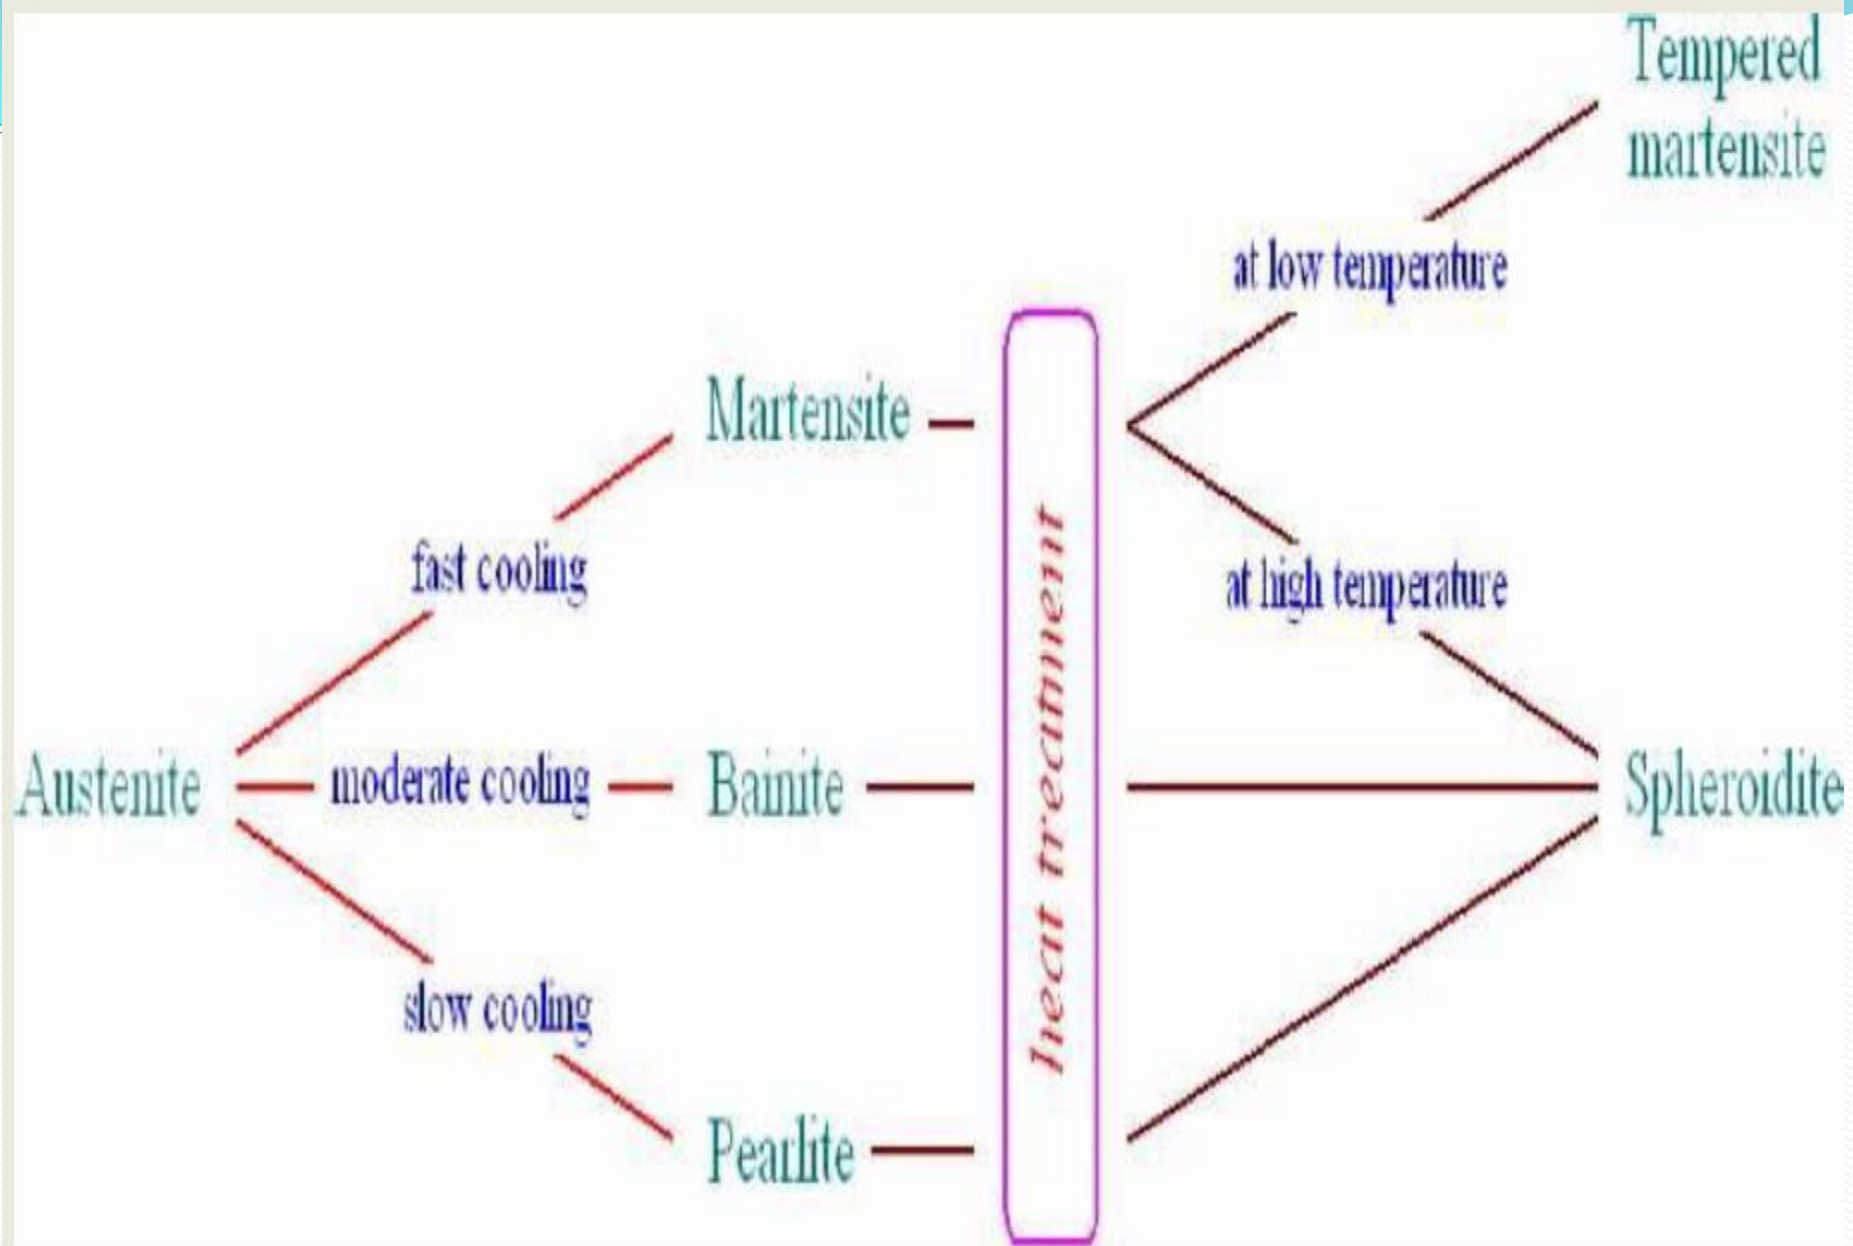 Tempered
martensite
at low temperature
Martensite
fast cooling
at high temperature
heat treatment
Austenite
moderate cooling
Bainite
Spheroidite
slow cooling
Pearlite